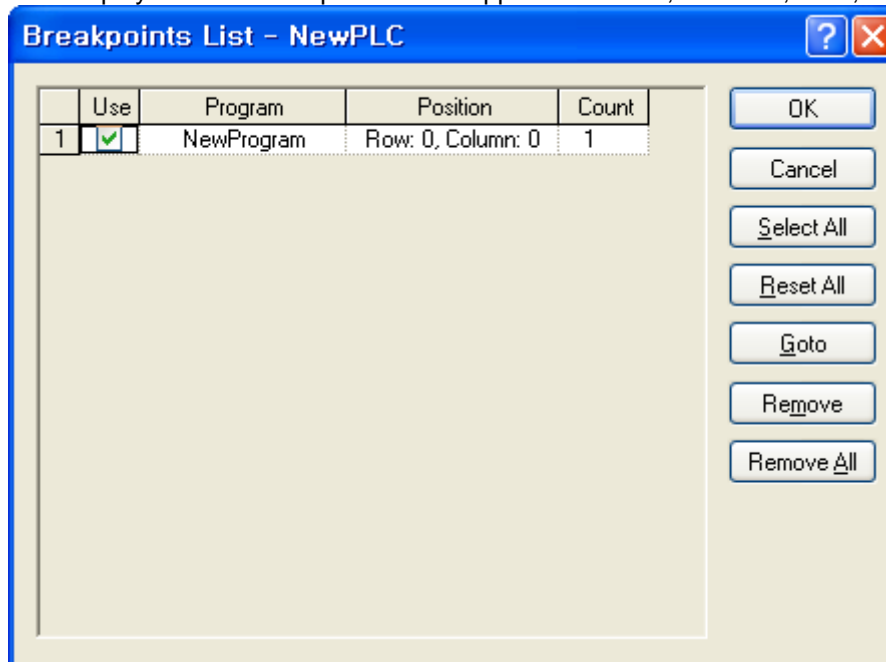 Breakpoints List - NewPLC
Use Program Position Count
1 NewProgram Row: 0, Column: 0 1
OK
Cancel
Select All
Reset All
Goto
Remove
Remove All